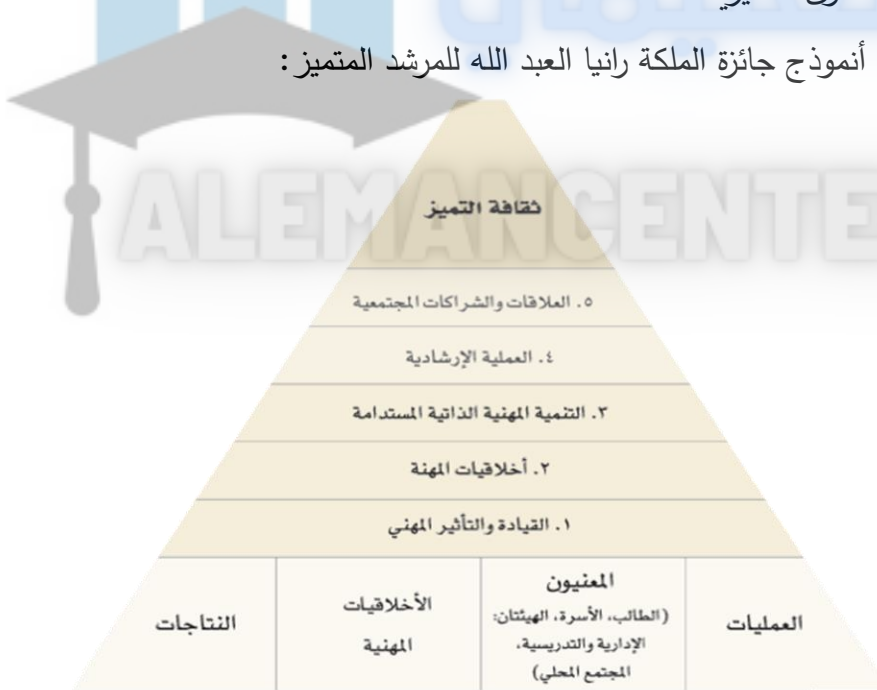 أنموذج جائزة الملكة رانيا العبد الله للمرشد المتميز:
ALEMANCENTE
ثقافة التميز
٥. العلاقات والشراكات المجتمعية
٤. العملية الإرشادية
٣. التنمية المهنية الذاتية المستدامة
٢. أخلاقيات المهنة
١. القيادة والتأثير المهني
العمليات
المعنيون
(الطالب، الأسرة، الهيئتان:
الإدارية والتدريسية،
المجتمع المحلي)
الأخلاقيات
المهنية
النتاجات